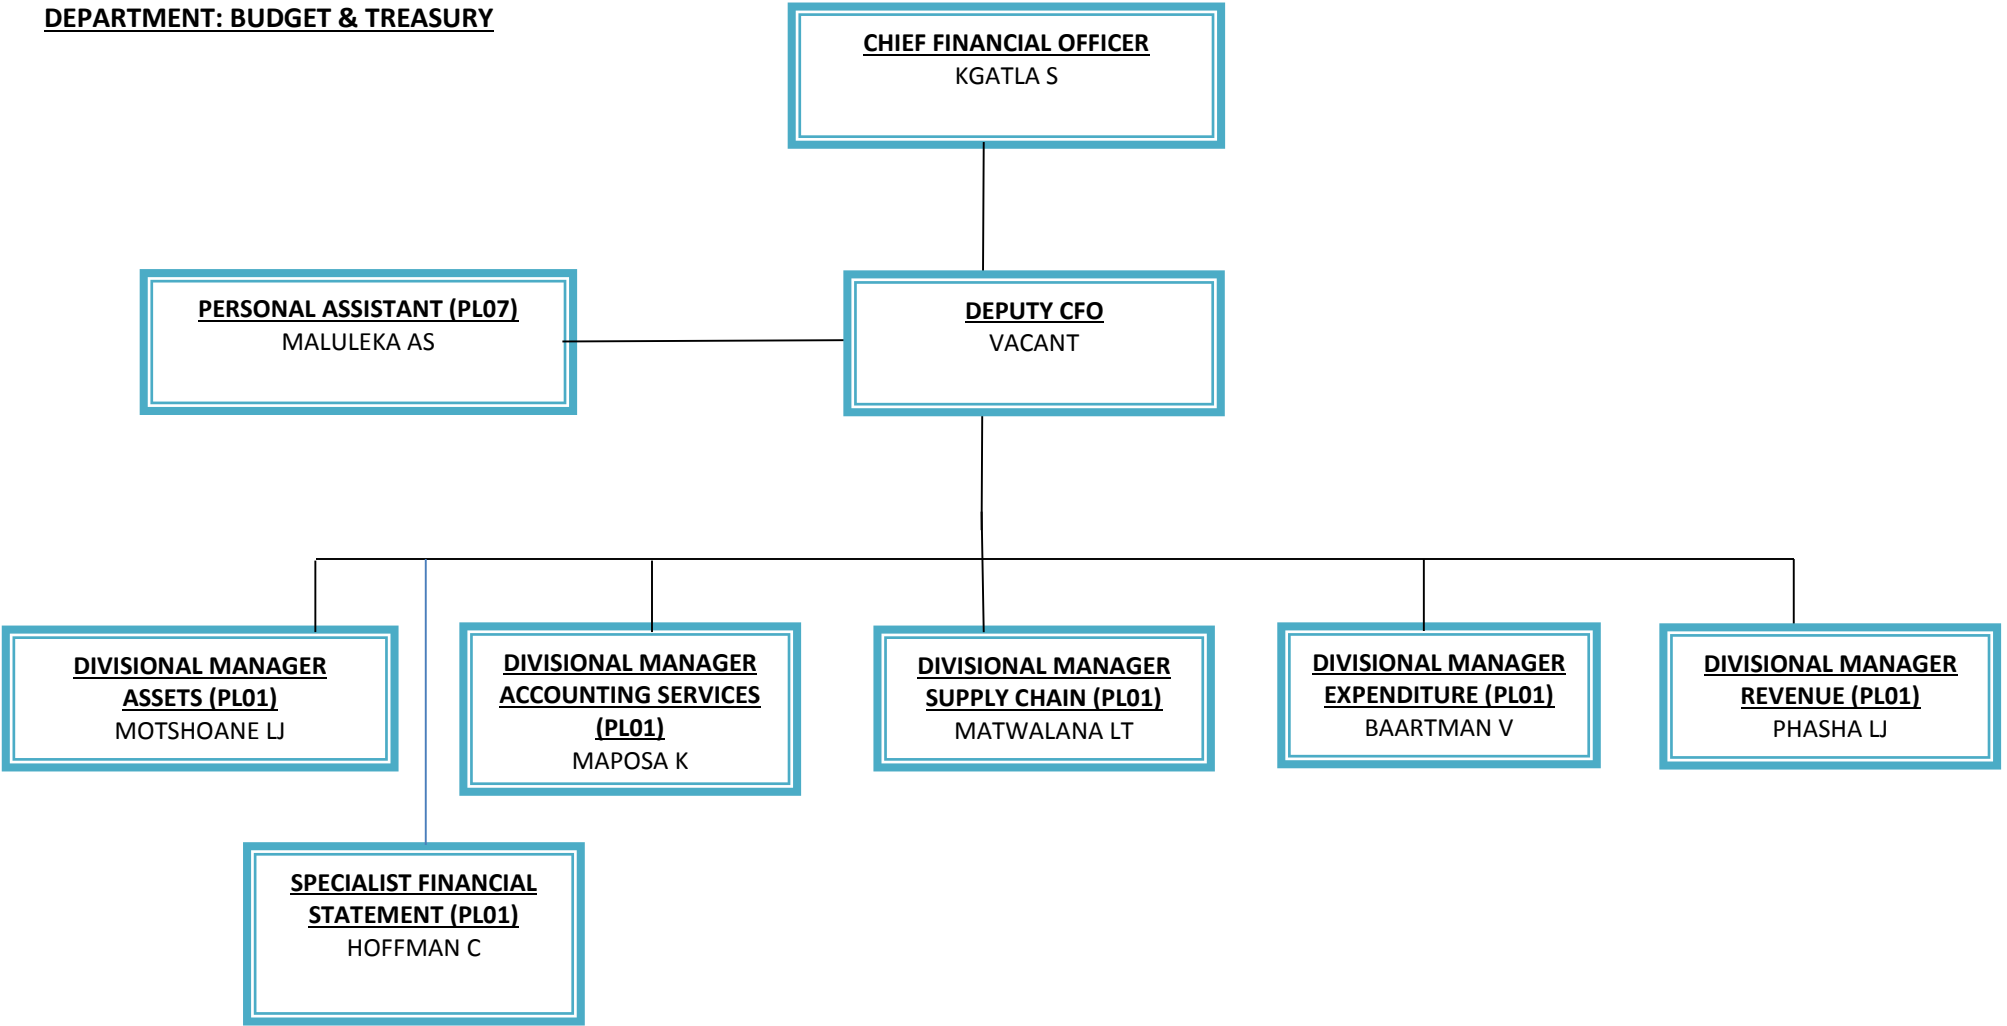 DEPARTMENT: BUDGET & TREASURY
CHIEF FINANCIAL OFFICER
KGATLA S
PERSONAL ASSISTANT (PL07)
MALULEKA AS
DEPUTY CFO
VACANT
DIVISIONAL MANAGER
ASSETS (PL01)
MOTSHOANE LJ
DIVISIONAL MANAGER
ACCOUNTING SERVICES
(PL01)
MAPOSA K
DIVISIONAL MANAGER
SUPPLY CHAIN (PL01)
MATWALANA LT
DIVISIONAL MANAGER
EXPENDITURE (PL01)
BAARTMAN V
DIVISIONAL MANAGER
REVENUE (PL01)
PHASHA LJ
SPECIALIST FINANCIAL
STATEMENT (PL01)
HOFFMAN C